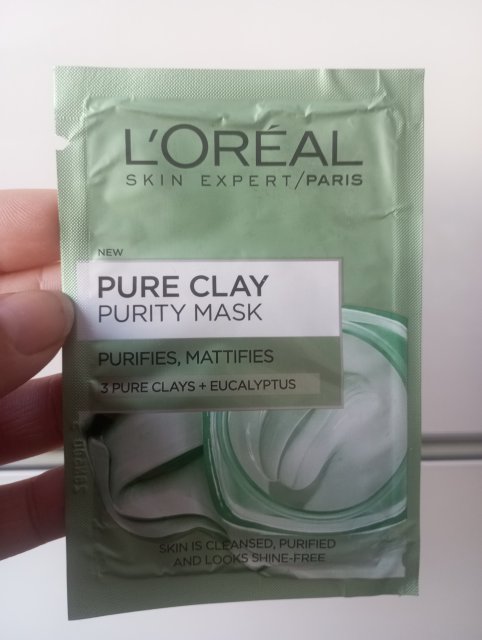 L'ORÉAL
SKIN EXPERT/PARIS
NEW
PURE CLAY
PURITY MASK
PURIFIES, MATTIFIES
3 PURE CLAYS + EUCALYPTUS
SKIN IS CLEANSED, PURIFIED
AND LOOKS SHINE-FREE